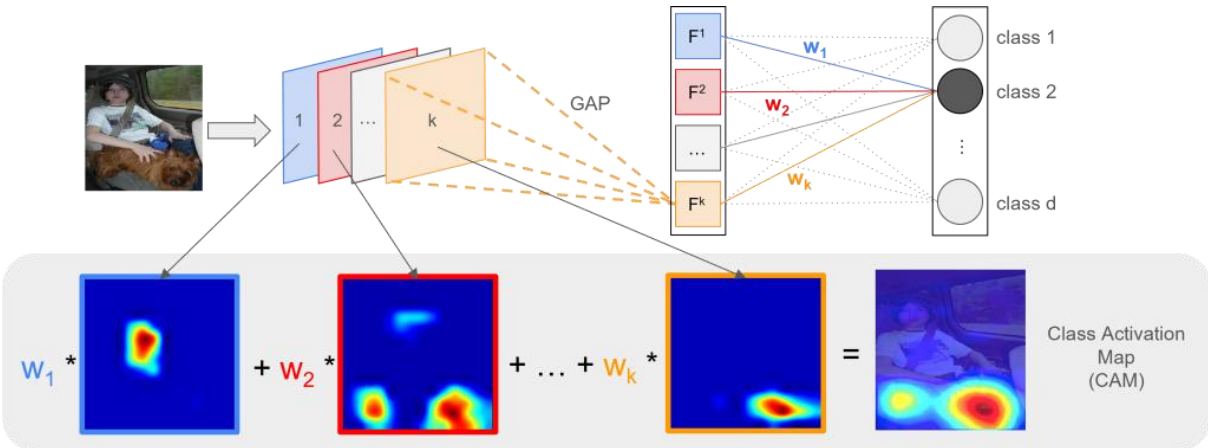 F¹
class 1
w₁
GAP
F²
class 2
w₂
1
2
...
k
...
⋮
wₖ
Fᵏ
class d
w₁ * + w₂ * + ... + wₖ * =
Class Activation
Map
(CAM)